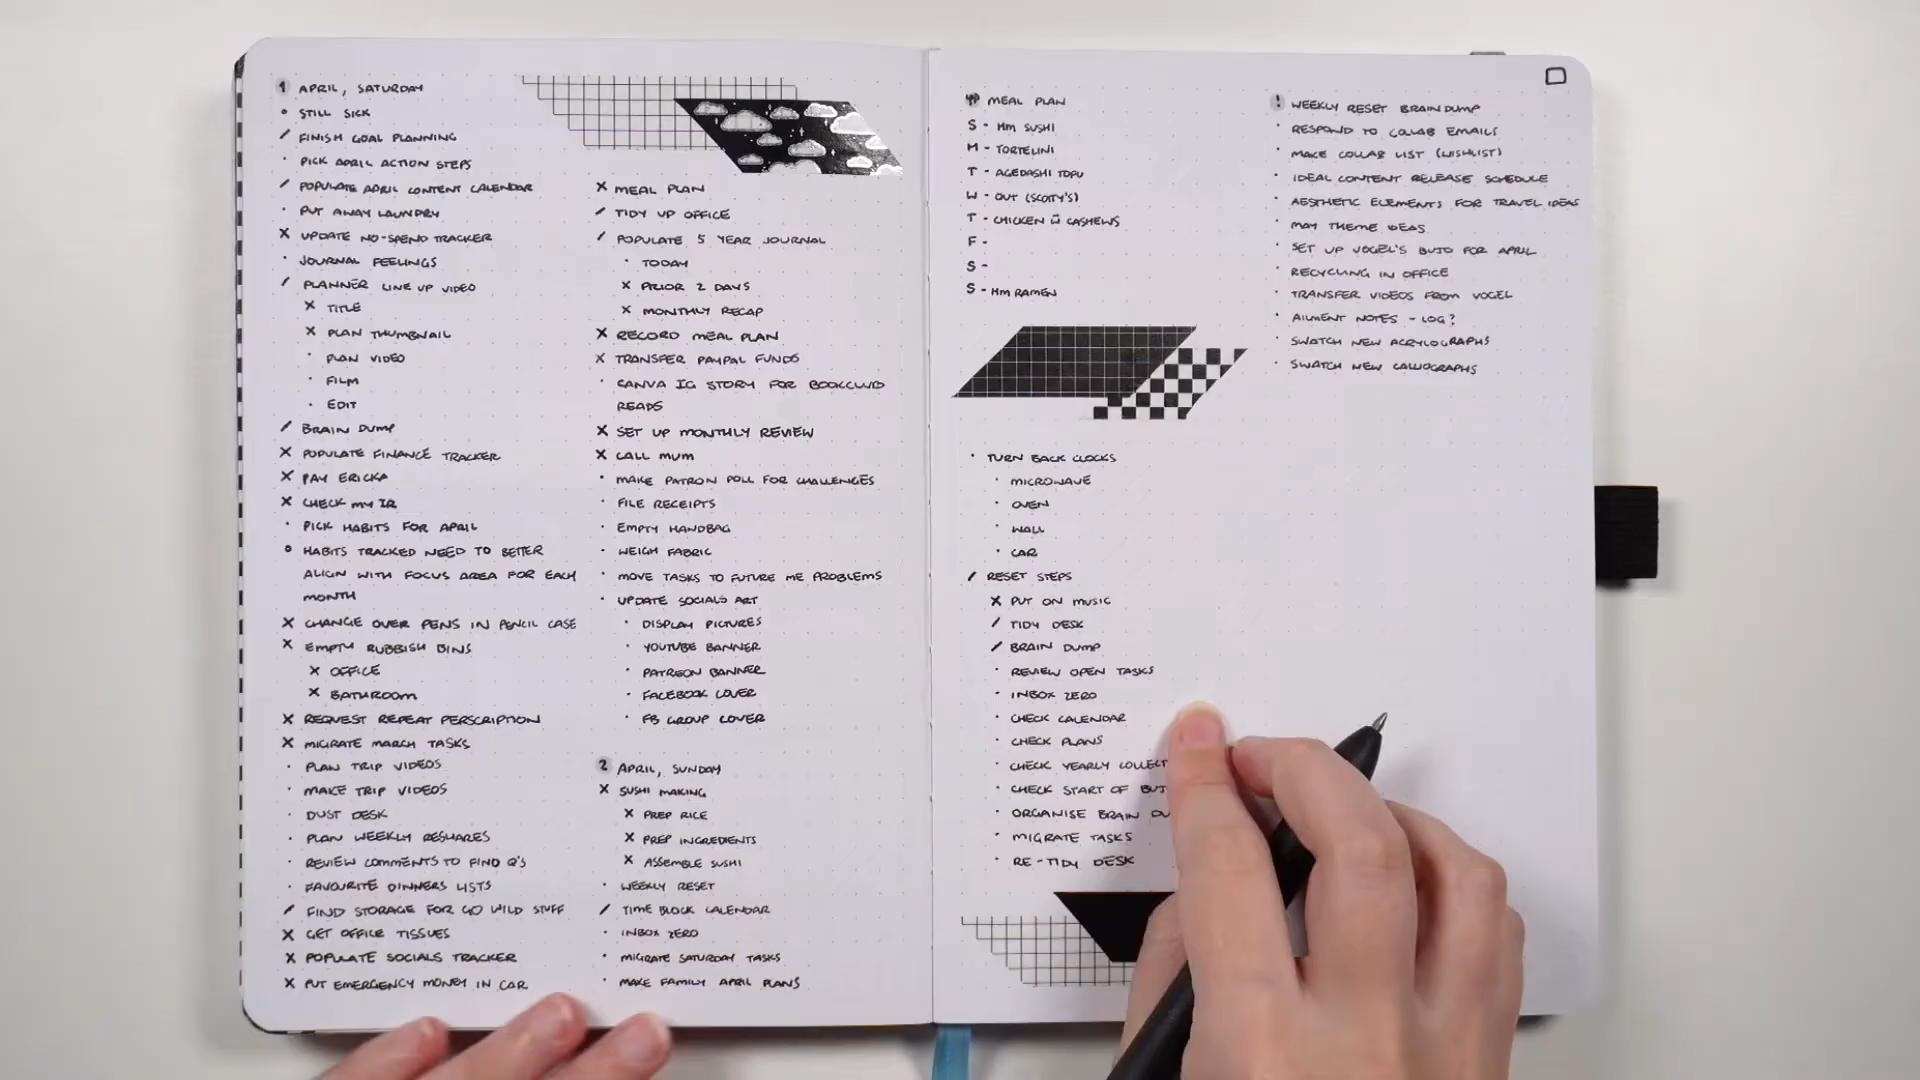 1 APRIL, SATURDAY
° STILL SICK
/ FINISH GOAL PLANNING
· PICK APRIL ACTION STEPS
/ POPULATE APRIL CONTENT CALENDAR
· PUT AWAY LAUNDRY
X UPDATE NO-SPEND TRACKER
· JOURNAL FEELINGS
/ PLANNER LINE UP VIDEO
X TITLE
X PLAN THUMBNAIL
· PLAN VIDEO
· FILM
· EDIT
/ BRAIN DUMP
X POPULATE FINANCE TRACKER
X PAY ERICKA
X CHECK MY IR
· PICK HABITS FOR APRIL
° HABITS TRACKED NEED TO BETTER
ALIGN WITH FOCUS AREA FOR EACH
MONTH
X CHANGE OVER PENS IN PENCIL CASE
X EMPTY RUBBISH BINS
X OFFICE
X BATHROOM
X REQUEST REPEAT PERSCRIPTION
X MIGRATE MARCH TASKS
· PLAN TRIP VIDEOS
· MAKE TRIP VIDEOS
· DUST DESK
· PLAN WEEKLY RESHARES
· REVIEW COMMENTS TO FIND Q'S
· FAVOURITE DINNERS LISTS
/ FIND STORAGE FOR GO WILD STUFF
X GET OFFICE TISSUES
X POPULATE SOCIALS TRACKER
X PUT EMERGENCY MONEY IN CAR
X MEAL PLAN
/ TIDY UP OFFICE
/ POPULATE 5 YEAR JOURNAL
· TODAY
X PRIOR 2 DAYS
X MONTHLY RECAP
X RECORD MEAL PLAN
X TRANSFER PAYPAL FUNDS
· CANVA IG STORY FOR BOOKCLWB
READS
X SET UP MONTHLY REVIEW
X CALL MUM
· MAKE PATRON POLL FOR CHALLENGES
· FILE RECEIPTS
· EMPTY HANDBAG
· WEIGH FABRIC
· MOVE TASKS TO FUTURE ME PROBLEMS
· UPDATE SOCIALS ART
· DISPLAY PICTURES
· YOUTUBE BANNER
· PATREON BANNER
· FACEBOOK COVER
· FB GROUP COVER
2 APRIL, SUNDAY
X SUSHI MAKING
X PREP RICE
X PREP INGREDIENTS
X ASSEMBLE SUSHI
· WEEKLY RESET
/ TIME BLOCK CALENDAR
· INBOX ZERO
· MIGRATE SATURDAY TASKS
· MAKE FAMILY APRIL PLANS
MEAL PLAN
S - HM SUSHI
M - TORTELINI
T - AGEDASHI TOFU
W - OUT (SCOTTY'S)
T - CHICKEN W̄ CASHEWS
F -
S -
S - HM RAMEN
· TURN BACK CLOCKS
· MICROWAVE
· OVEN
· WALL
· CAR
/ RESET STEPS
X PUT ON MUSIC
/ TIDY DESK
/ BRAIN DUMP
· REVIEW OPEN TASKS
· INBOX ZERO
· CHECK CALENDAR
· CHECK PLANS
· CHECK YEARLY COLLECT
· CHECK START OF BUJ
· ORGANISE BRAIN DU
· MIGRATE TASKS
· RE-TIDY DESK
! WEEKLY RESET BRAINDUMP
· RESPOND TO COLLAB EMAILS
· MAKE COLLAB LIST (WISHLIST)
· IDEAL CONTENT RELEASE SCHEDULE
· AESTHETIC ELEMENTS FOR TRAVEL IDEAS
· MAY THEME IDEAS
· SET UP VOGEL'S BUJO FOR APRIL
· RECYCLING IN OFFICE
· TRANSFER VIDEOS FROM VOGEL
· AILMENT NOTES - LOG?
· SWATCH NEW ACRYLOGRAPHS
· SWATCH NEW CALLIOGRAPHS